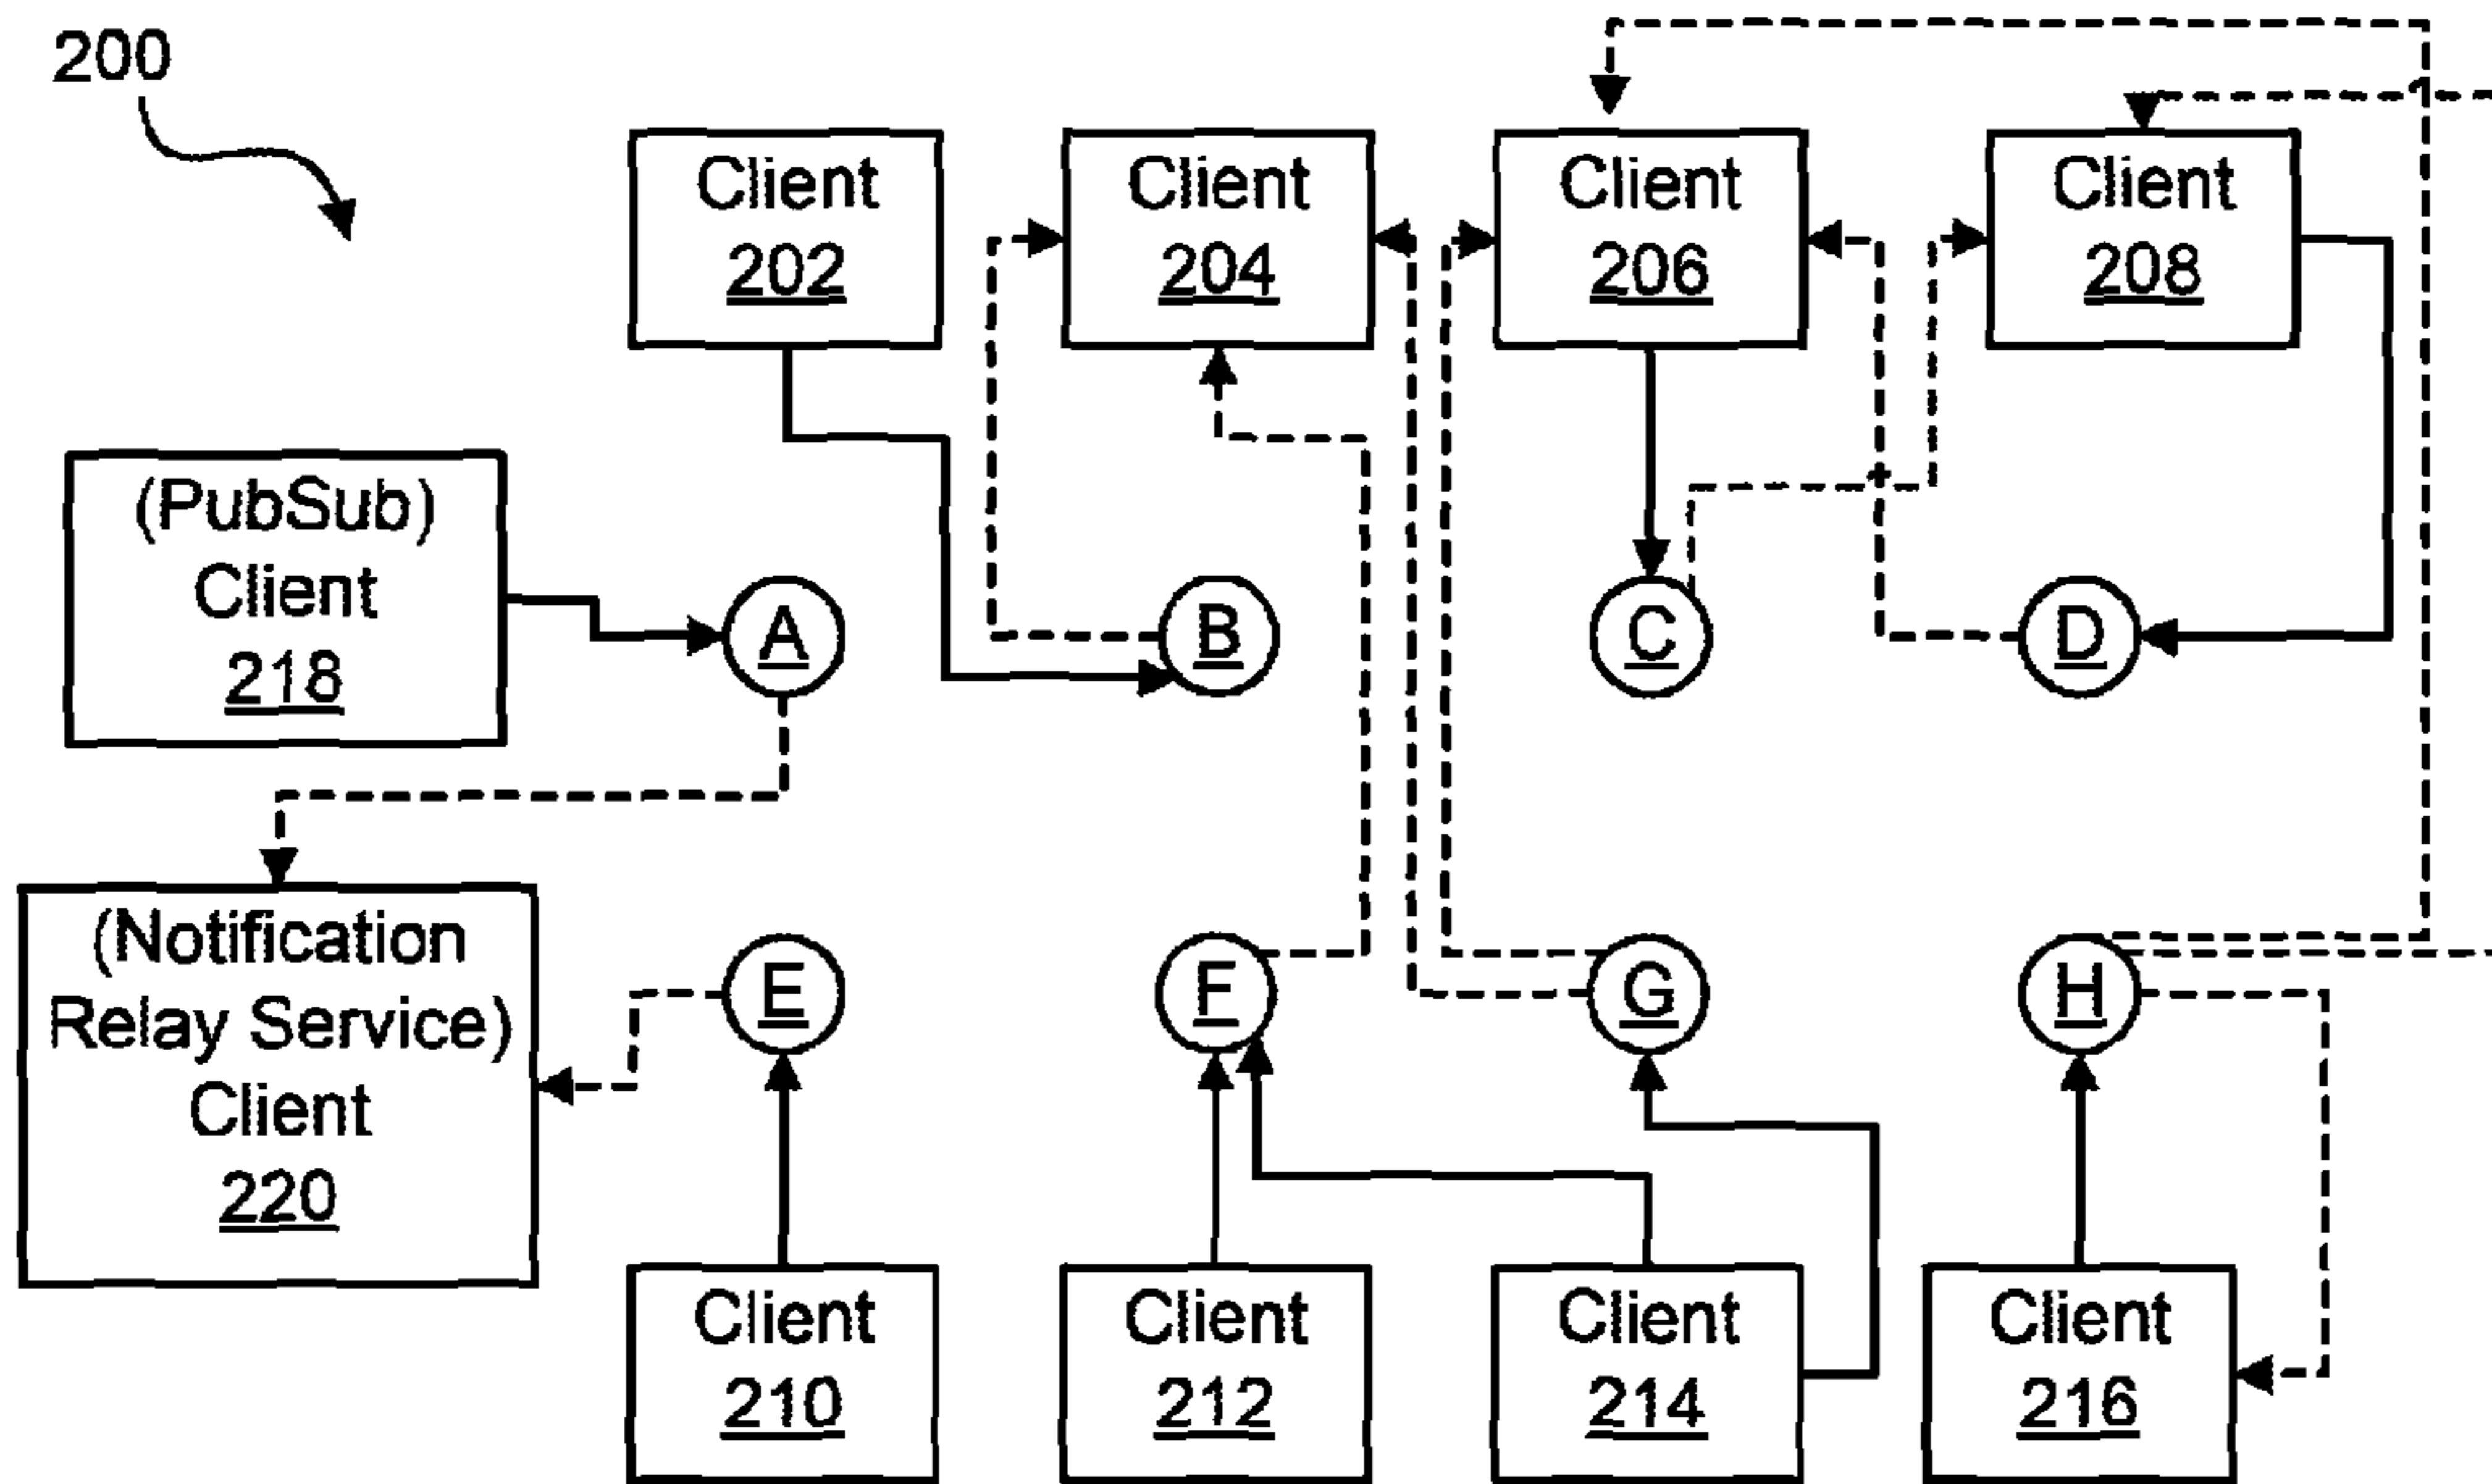 200
Client
202
Client
204
Client
206
Client
208
(PubSub)
Client
218
A
B
C
D
(Notification
Relay Service)
Client
220
E
F
G
H
Client
210
Client
212
Client
214
Client
216